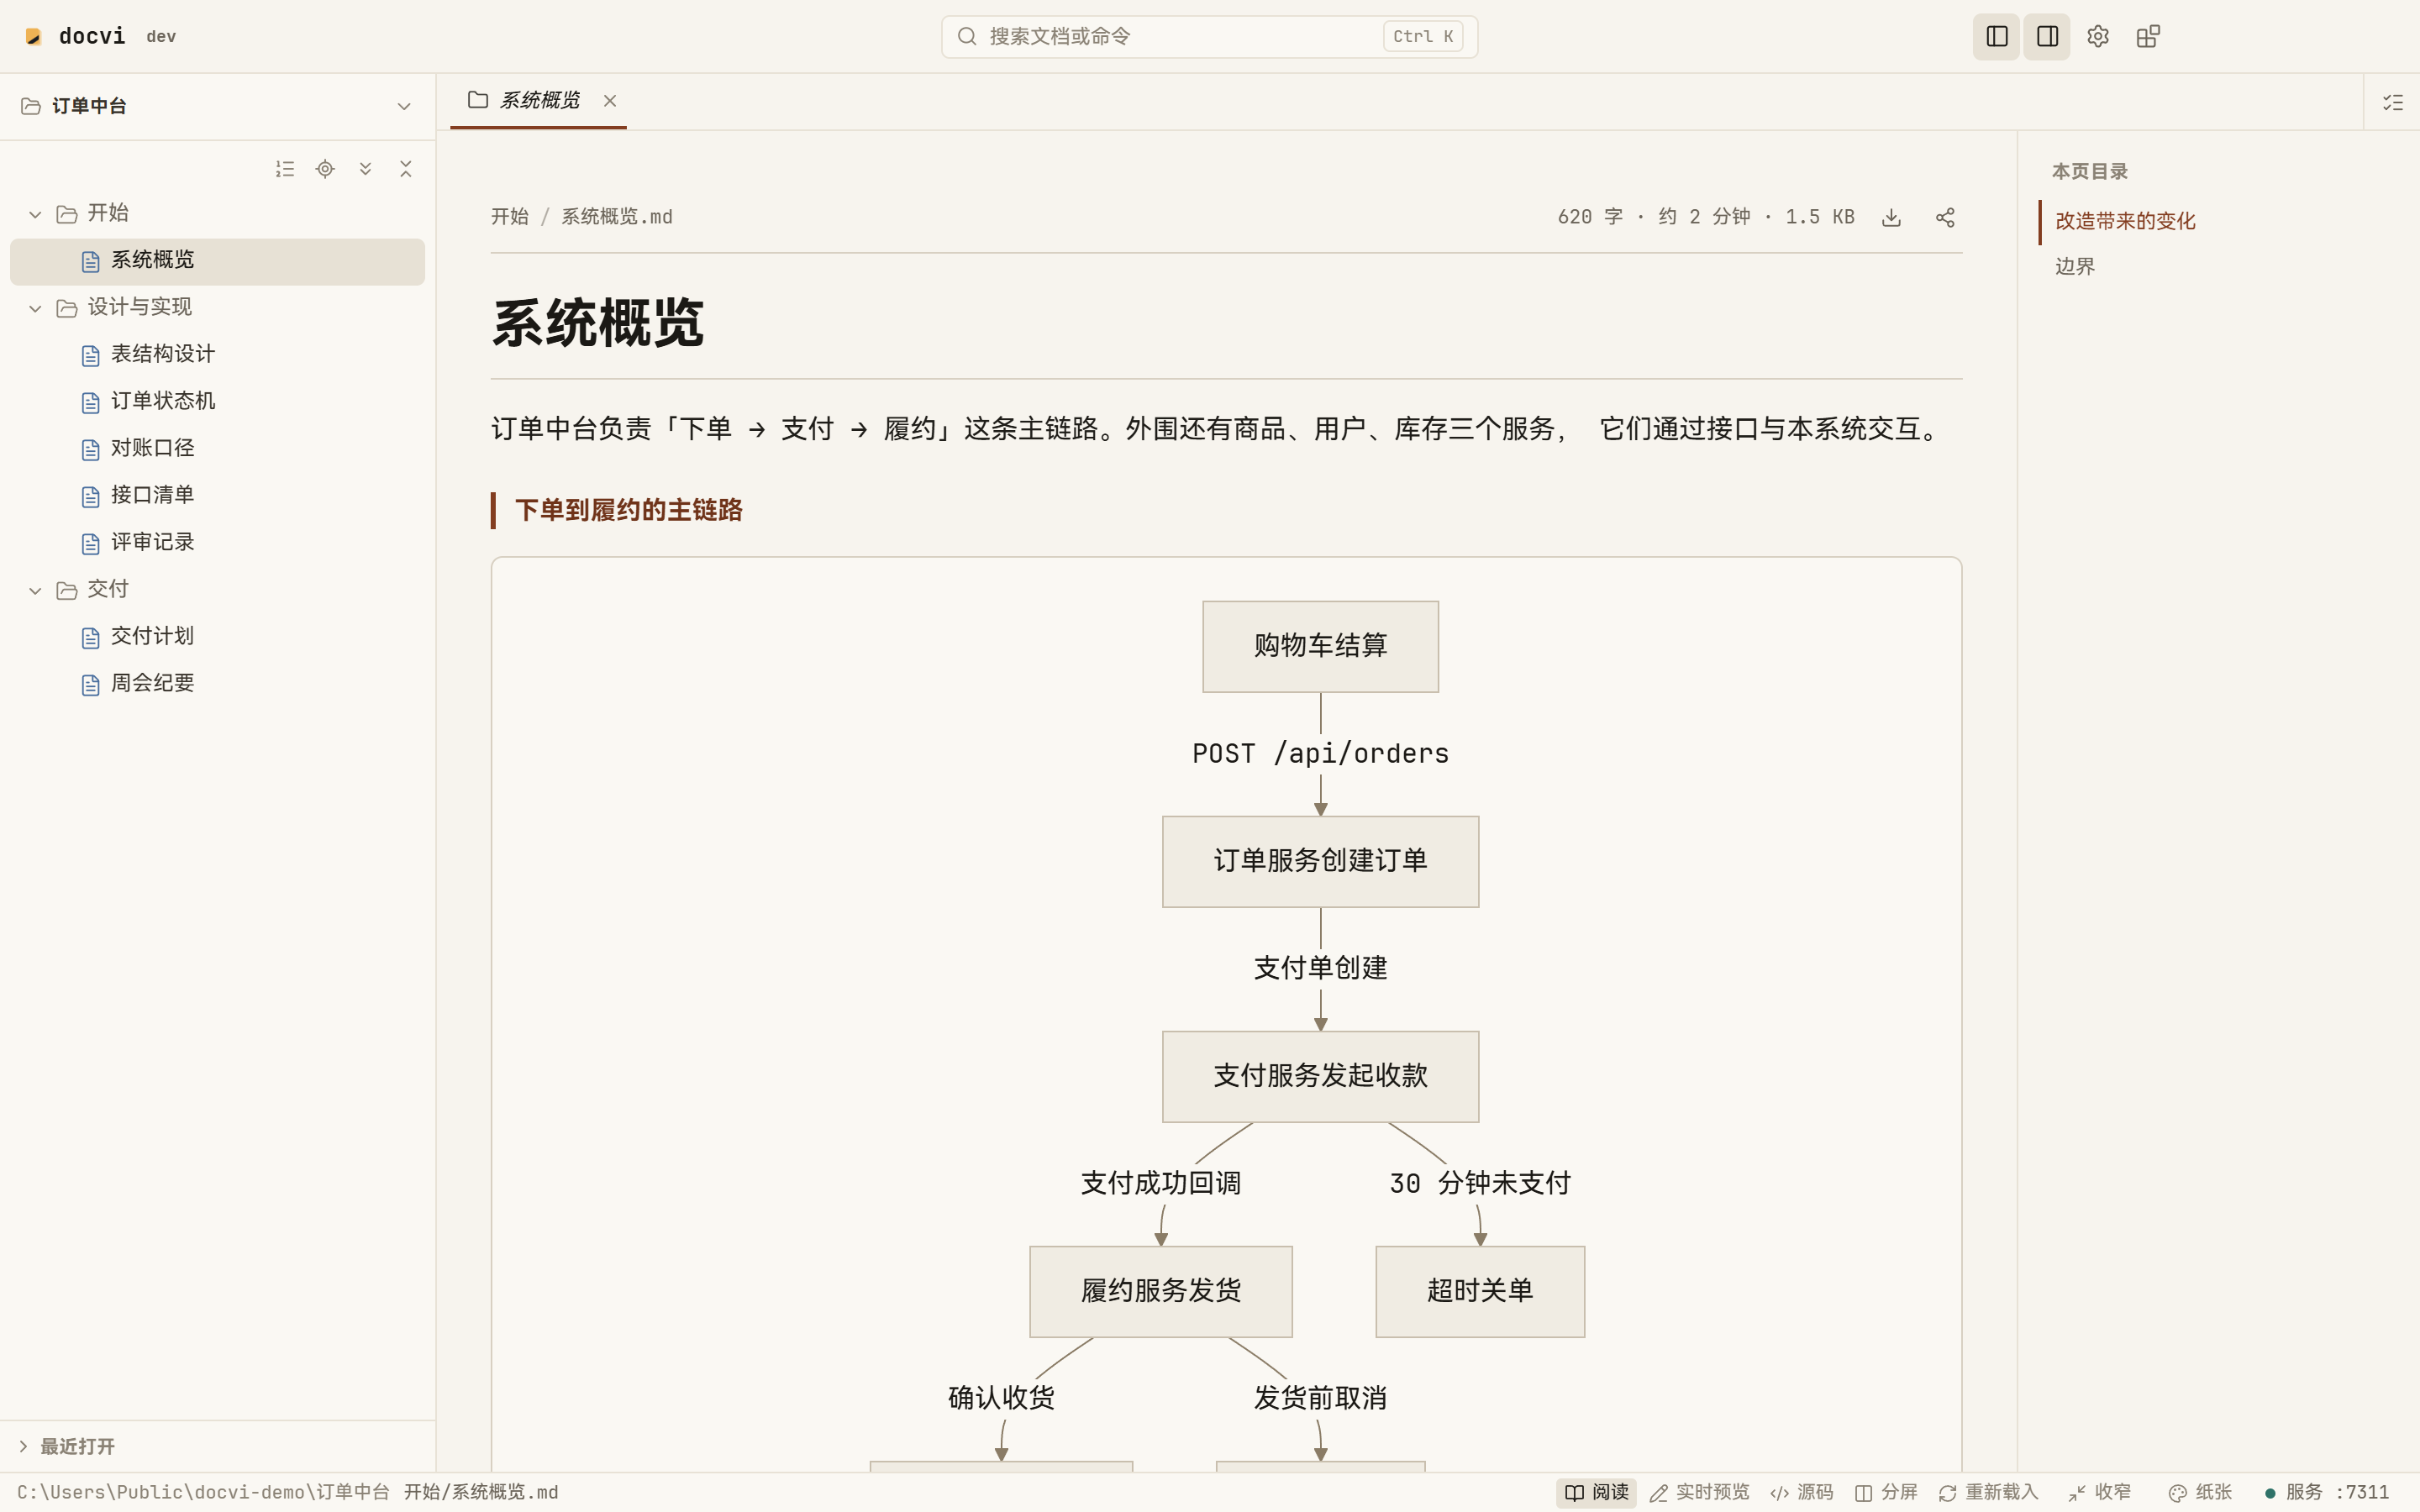 docvi dev
搜索文档或命令 Ctrl K
订单中台
系统概览
开始
系统概览
设计与实现
表结构设计
订单状态机
对账口径
接口清单
评审记录
交付
交付计划
周会纪要
最近打开
开始 / 系统概览.md
620 字 · 约 2 分钟 · 1.5 KB
系统概览
订单中台负责「下单 → 支付 → 履约」这条主链路。外围还有商品、用户、库存三个服务， 它们通过接口与本系统交互。
下单到履约的主链路
购物车结算
POST /api/orders
订单服务创建订单
支付单创建
支付服务发起收款
支付成功回调
30 分钟未支付
履约服务发货
超时关单
确认收货
发货前取消
本页目录
改造带来的变化
边界
C:\Users\Public\docvi-demo\订单中台 开始/系统概览.md
阅读 实时预览 源码 分屏 重新载入 收窄 纸张 服务 :7311